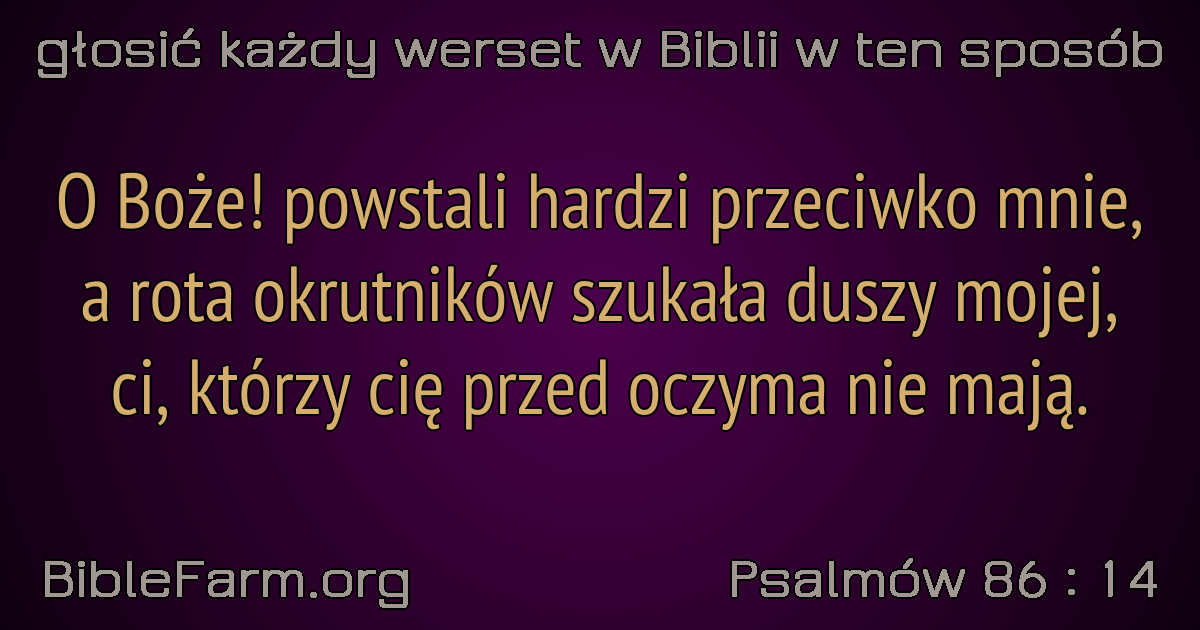 głosić każdy werset w Biblii w ten sposób
O Boże! powstali hardzi przeciwko mnie,
a rota okrutników szukała duszy mojej,
ci, którzy cię przed oczyma nie mają.
BibleFarm.org
Psalmów 86 : 14